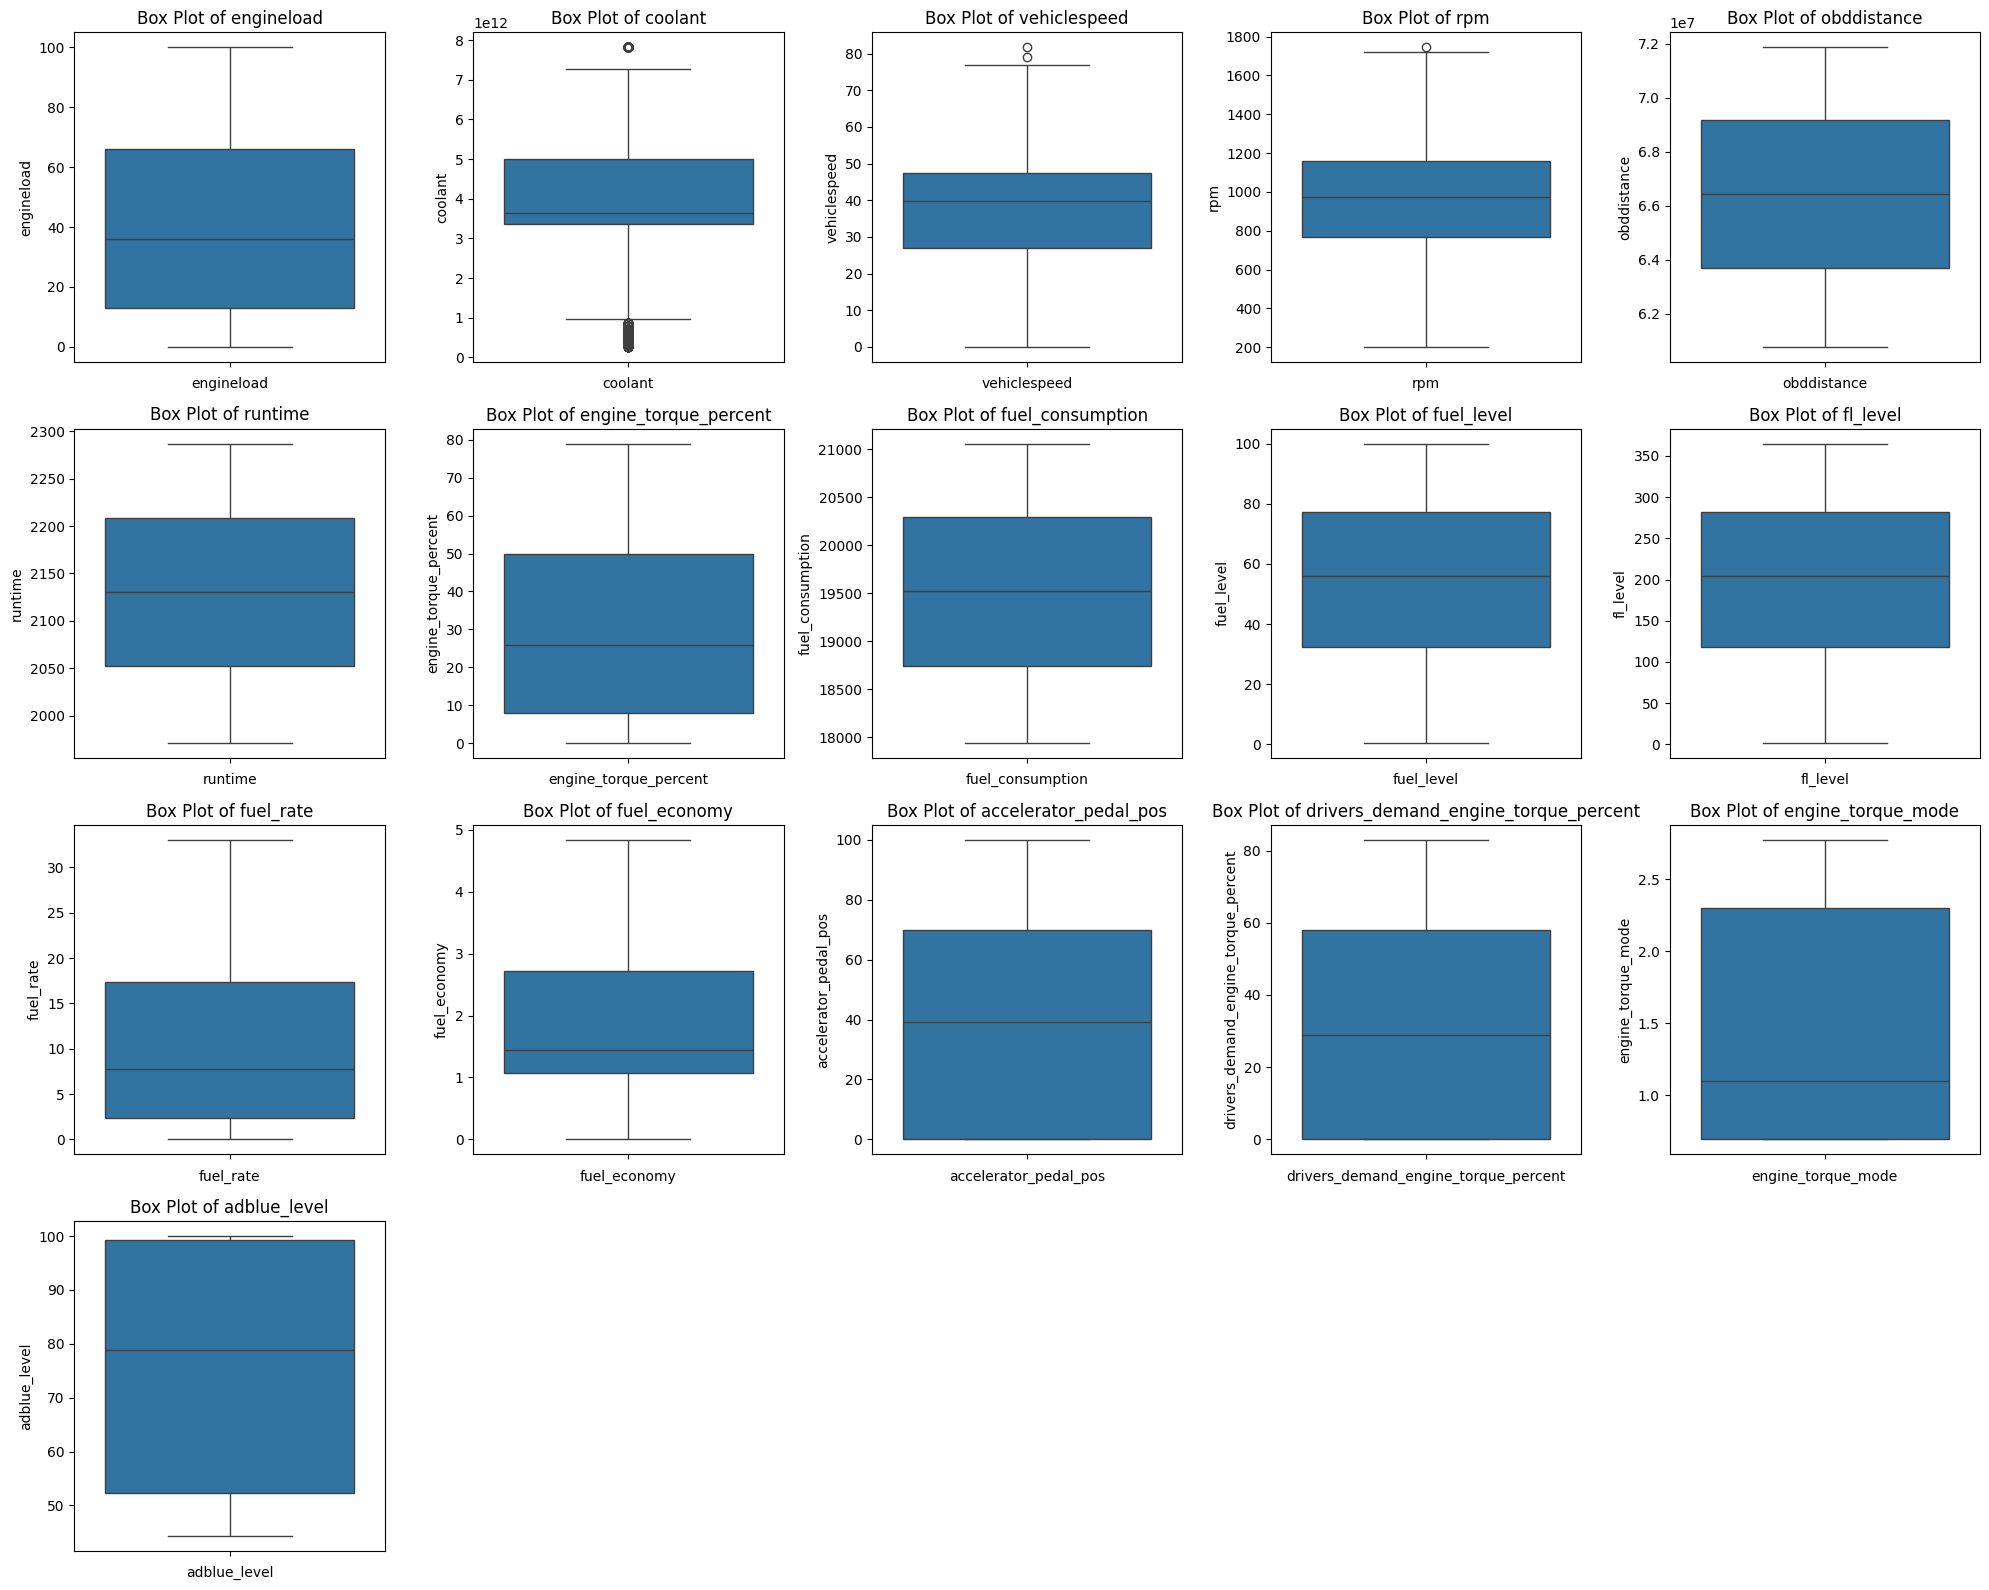 Box Plot of engineload
engineload
100
80
60
40
20
0
engineload
Box Plot of coolant
1e12
coolant
8
7
6
5
4
3
2
1
0
coolant
Box Plot of vehiclespeed
vehiclespeed
80
70
60
50
40
30
20
10
0
vehiclespeed
Box Plot of rpm
rpm
1800
1600
1400
1200
1000
800
600
400
200
rpm
Box Plot of obddistance
1e7
obddistance
7.2
7.0
6.8
6.6
6.4
6.2
obddistance
Box Plot of runtime
runtime
2300
2250
2200
2150
2100
2050
2000
runtime
Box Plot of engine_torque_percent
engine_torque_percent
80
70
60
50
40
30
20
10
0
engine_torque_percent
Box Plot of fuel_consumption
fuel_consumption
21000
20500
20000
19500
19000
18500
18000
fuel_consumption
Box Plot of fuel_level
fuel_level
100
80
60
40
20
0
fuel_level
Box Plot of fl_level
fl_level
350
300
250
200
150
100
50
0
fl_level
Box Plot of fuel_rate
fuel_rate
30
25
20
15
10
5
0
fuel_rate
Box Plot of fuel_economy
fuel_economy
5
4
3
2
1
0
fuel_economy
Box Plot of accelerator_pedal_pos
accelerator_pedal_pos
100
80
60
40
20
0
accelerator_pedal_pos
Box Plot of drivers_demand_engine_torque_percent
drivers_demand_engine_torque_percent
80
60
40
20
0
drivers_demand_engine_torque_percent
Box Plot of engine_torque_mode
engine_torque_mode
2.5
2.0
1.5
1.0
engine_torque_mode
Box Plot of adblue_level
adblue_level
100
90
80
70
60
50
adblue_level